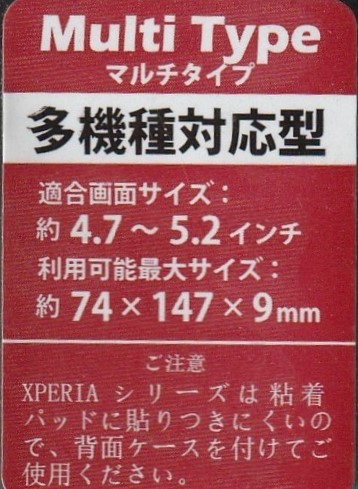 Multi Type
マルチタイプ
多機種対応型
適合画面サイズ：
約 4.7～5.2インチ
利用可能最大サイズ：
約 74×147×9mm
ご注意
XPERIA シリーズは粘着
パッドに貼りつきにくいの
で、背面ケースを付けてご
使用ください。